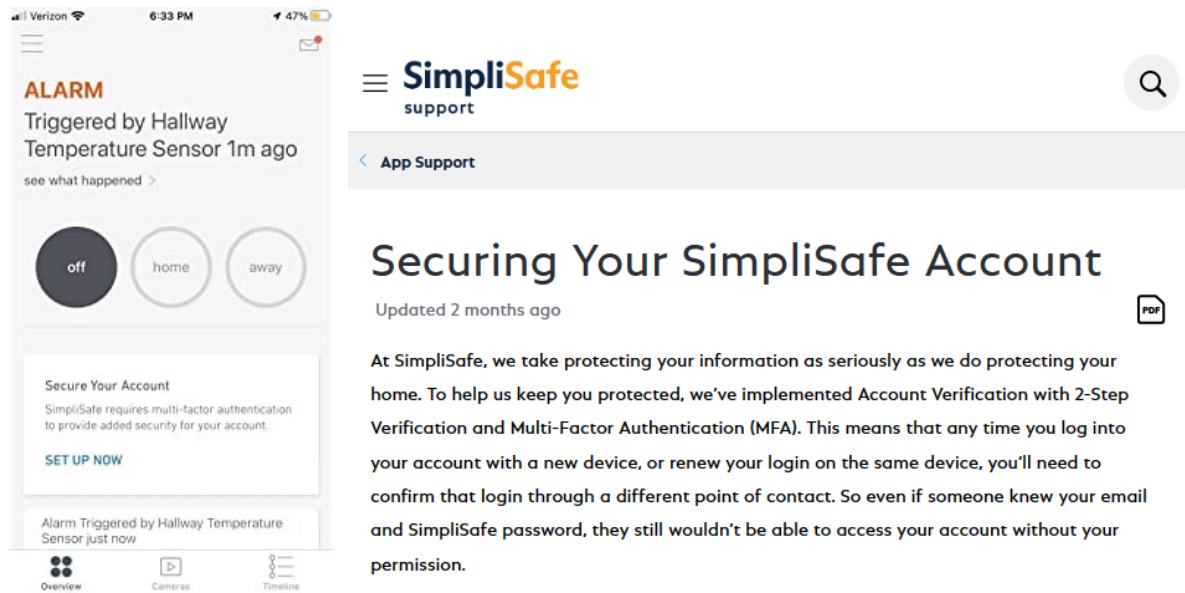 Verizon 6:33 PM 47%
ALARM
Triggered by Hallway
Temperature Sensor 1m ago
see what happened >
off home away
Secure Your Account
SimpliSafe requires multi-factor authentication
to provide added security for your account.
SET UP NOW
Alarm Triggered by Hallway Temperature
Sensor just now
Overview Cameras Timeline
SimpliSafe
support
App Support
Securing Your SimpliSafe Account
Updated 2 months ago
PDF
At SimpliSafe, we take protecting your information as seriously as we do protecting your
home. To help us keep you protected, we've implemented Account Verification with 2-Step
Verification and Multi-Factor Authentication (MFA). This means that any time you log into
your account with a new device, or renew your login on the same device, you'll need to
confirm that login through a different point of contact. So even if someone knew your email
and SimpliSafe password, they still wouldn't be able to access your account without your
permission.